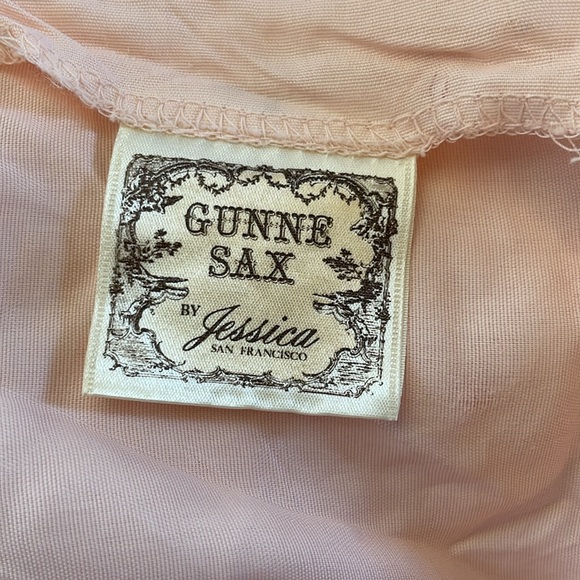 GUNNE
SAX
BY Jessica
SAN FRANCISCO